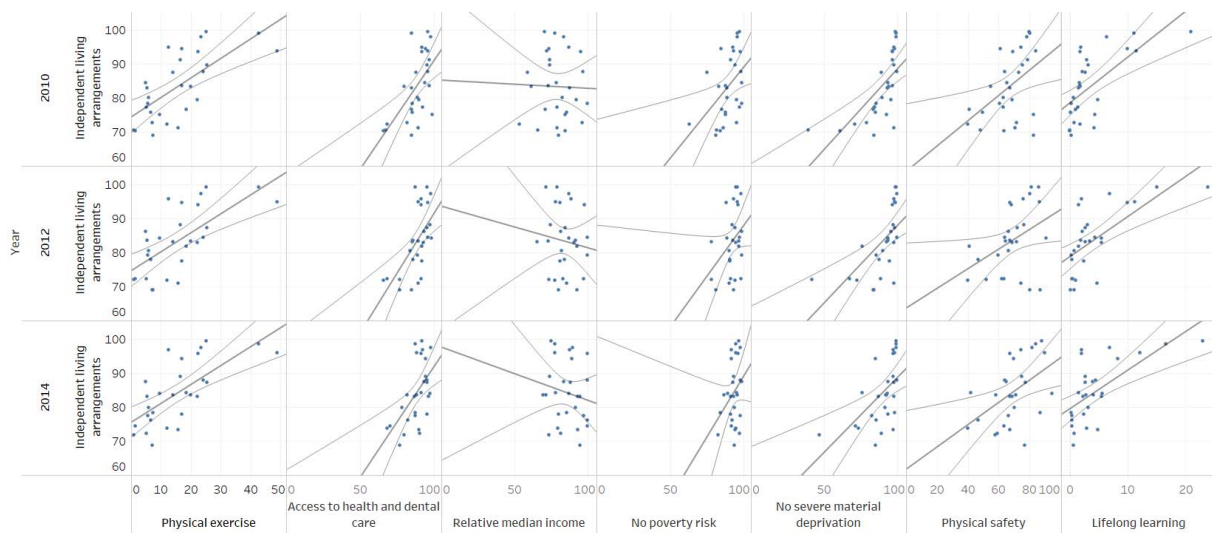 Year
2010
Independent living
arrangements
100
90
80
70
60
2012
Independent living
arrangements
100
90
80
70
60
2014
Independent living
arrangements
100
90
80
70
60
0 10 20 30 40 50
0 50 100
0 50 100
0 50 100
0 50 100
0 20 40 60 80 100
0 10 20
Physical exercise
Access to health and dental
care
Relative median income
No poverty risk
No severe material
deprivation
Physical safety
Lifelong learning